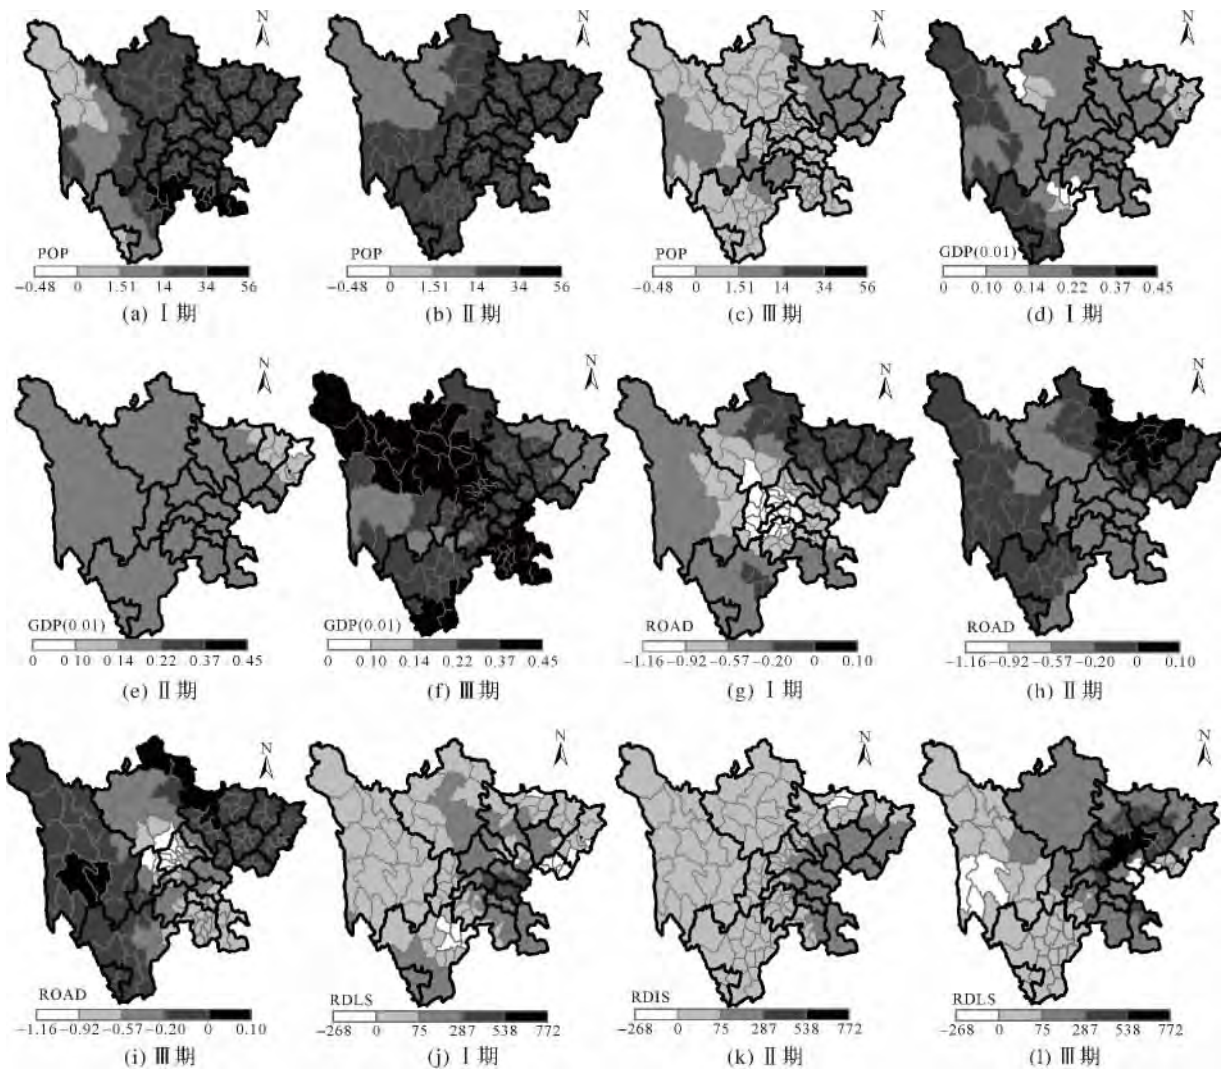 N N N N
POP POP POP GDP(0.01)
-0.48 0 1.51 14 34 56 -0.48 0 1.51 14 34 56 -0.48 0 1.51 14 34 56 0 0.10 0.14 0.22 0.37 0.45
(a) Ⅰ期 (b) Ⅱ期 (c) Ⅲ期 (d) Ⅰ期
N N N N
GDP(0.01) GDP(0.01) ROAD ROAD
0 0.10 0.14 0.22 0.37 0.45 0 0.10 0.14 0.22 0.37 0.45 -1.16 -0.92 -0.57 -0.20 0 0.10 -1.16 -0.92 -0.57 -0.20 0 0.10
(e) Ⅱ期 (f) Ⅲ期 (g) Ⅰ期 (h) Ⅱ期
N N N N
ROAD RDLS RDIS RDLS
-1.16 -0.92 -0.57 -0.20 0 0.10 -268 0 75 287 538 772 -268 0 75 287 538 772 -268 0 75 287 538 772
(i) Ⅲ期 (j) Ⅰ期 (k) Ⅱ期 (l) Ⅲ期